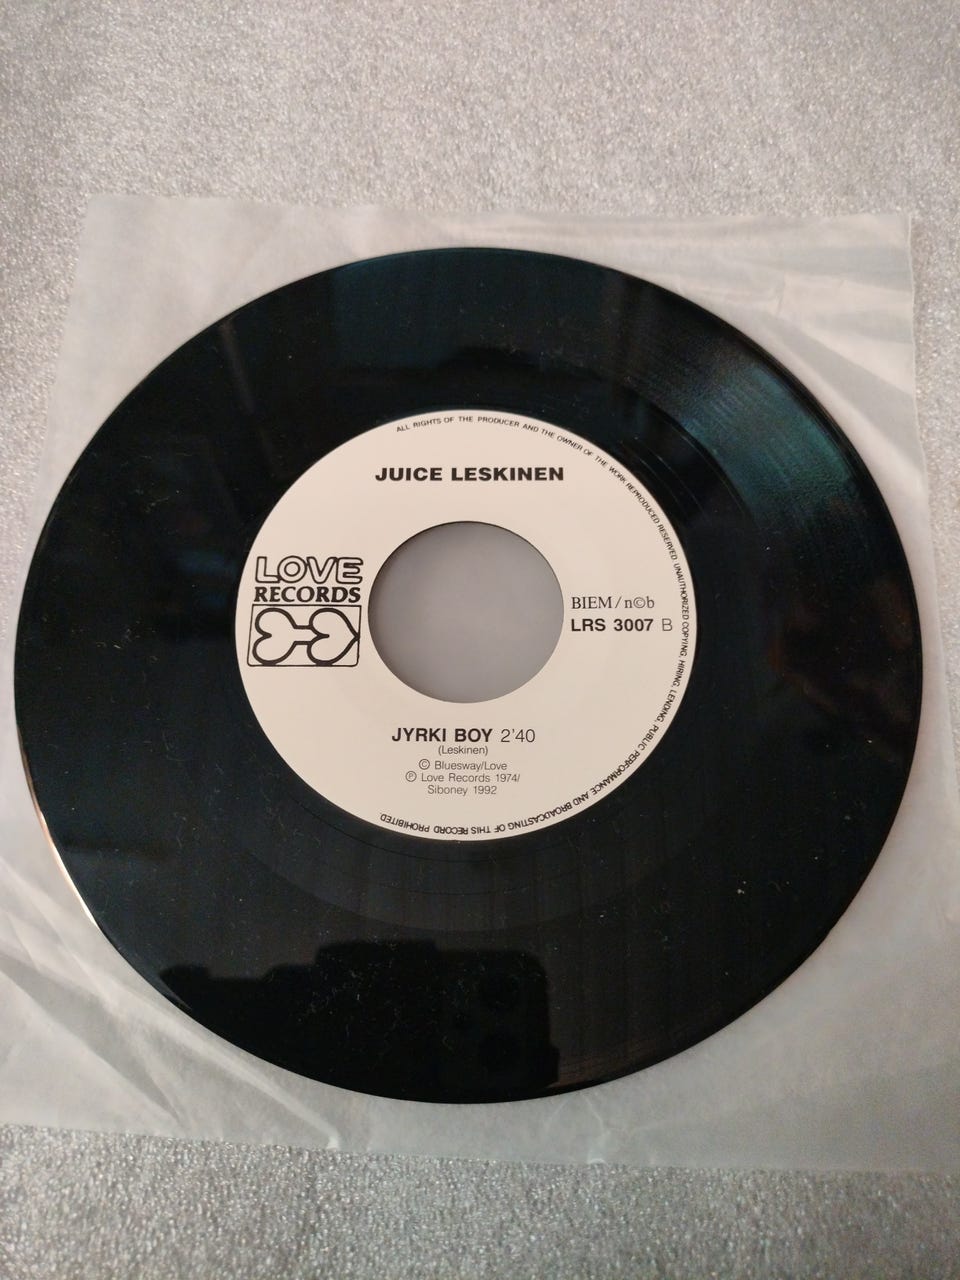 ALL RIGHTS OF THE PRODUCER AND THE OWNER OF THE WORK REPRODUCED RESERVED. UNAUTHORIZED COPYING, HIRING, LENDING, PUBLIC PERFORMANCE AND BROADCASTING OF THIS RECORD PROHIBITED
JUICE LESKINEN
LOVE
RECORDS
BIEM/n©b
LRS 3007 B
JYRKI BOY 2'40
(Leskinen)
© Bluesway/Love
℗ Love Records 1974/
Siboney 1992